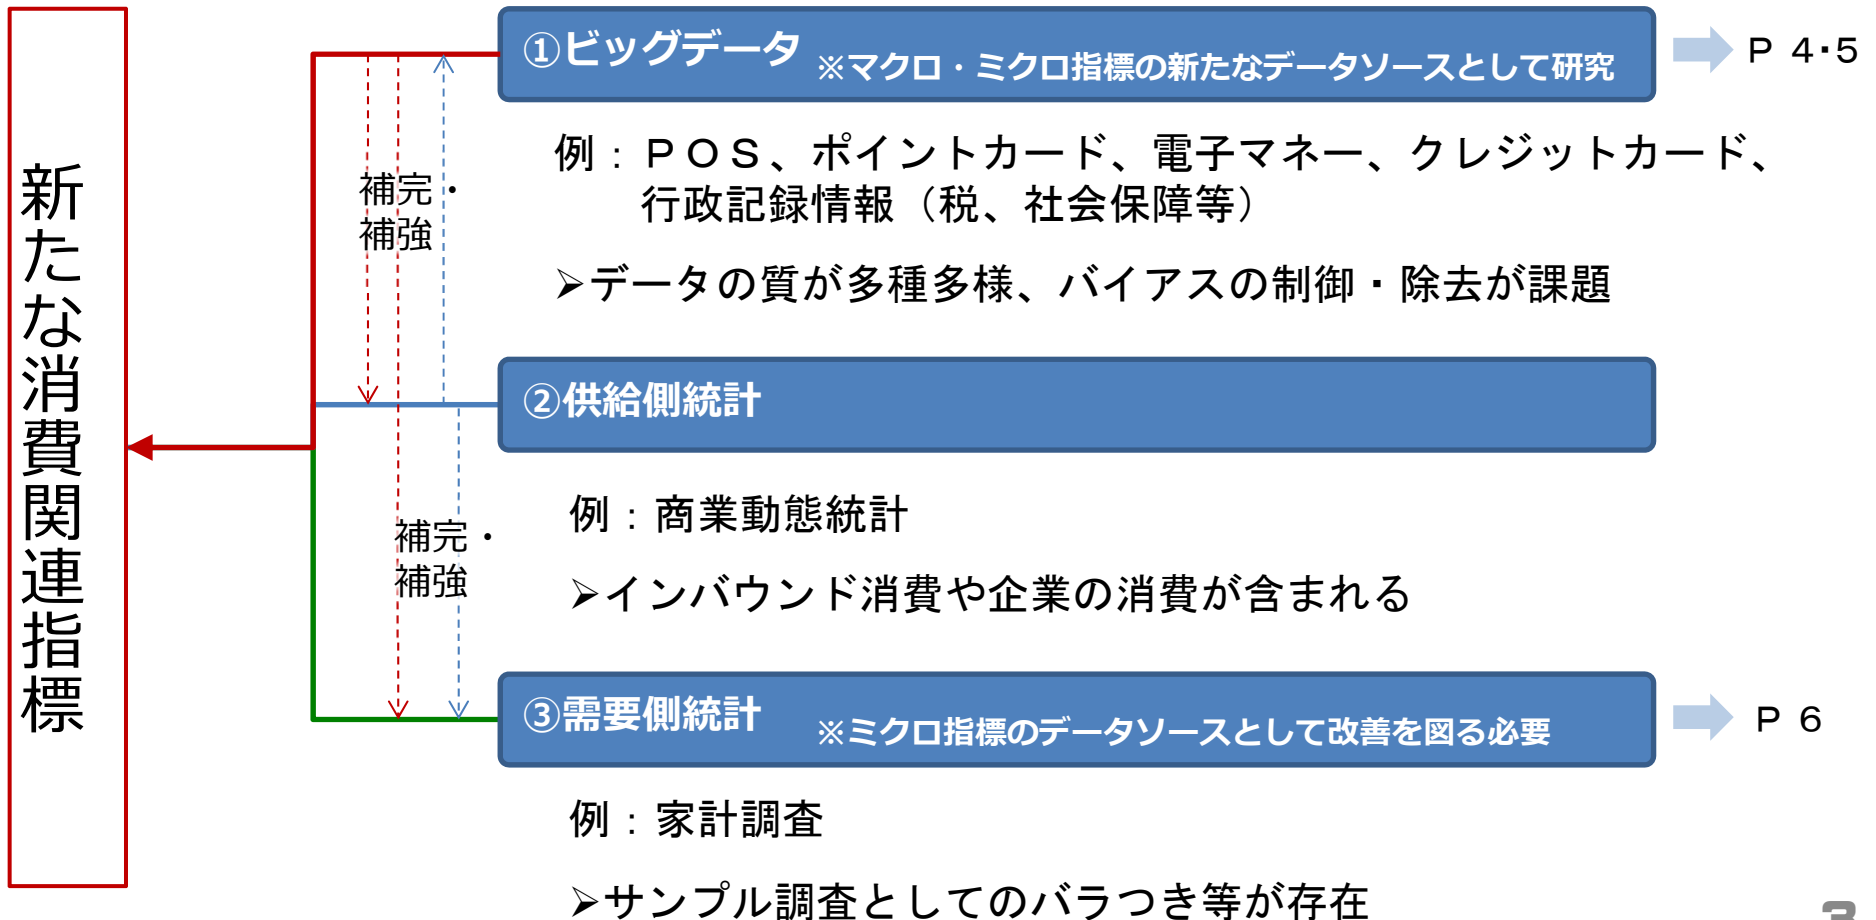 新たな消費関連指標
①ビッグデータ ※マクロ・ミクロ指標の新たなデータソースとして研究
P 4・5
例：ＰＯＳ、ポイントカード、電子マネー、クレジットカード、
行政記録情報（税、社会保障等）
➢データの質が多種多様、バイアスの制御・除去が課題
補完・
補強
②供給側統計
例：商業動態統計
➢インバウンド消費や企業の消費が含まれる
補完・
補強
③需要側統計 ※ミクロ指標のデータソースとして改善を図る必要
P 6
例：家計調査
➢サンプル調査としてのバラつき等が存在
3